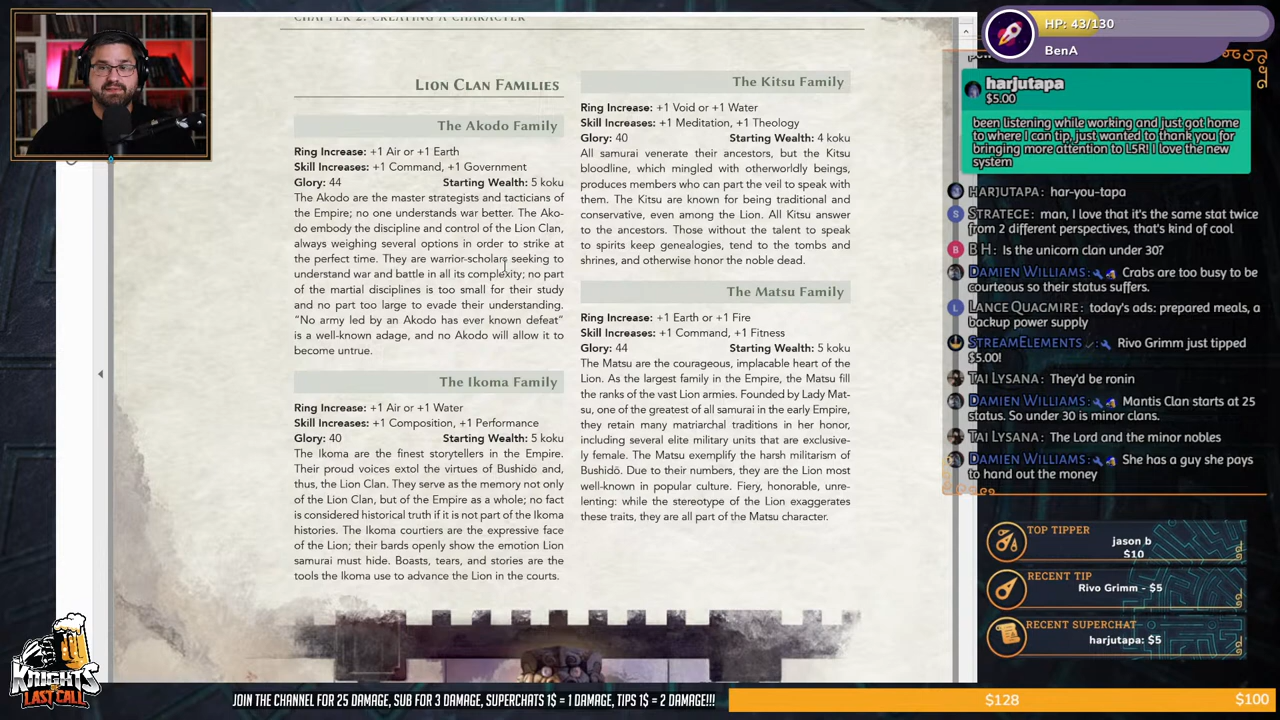 CHAPTER 2: CREATING A CHARACTER
LION CLAN FAMILIES
The Akodo Family
Ring Increase: +1 Air or +1 Earth
Skill Increases: +1 Command, +1 Government
Glory: 44 Starting Wealth: 5 koku
The Akodo are the master strategists and tacticians of
the Empire; no one understands war better. The Ako-
do embody the discipline and control of the Lion Clan,
always weighing several options in order to strike at
the perfect time. They are warrior-scholars seeking to
understand war and battle in all its complexity; no part
of the martial disciplines is too small for their study
and no part too large to evade their understanding.
“No army led by an Akodo has ever known defeat”
is a well-known adage, and no Akodo will allow it to
become untrue.
The Ikoma Family
Ring Increase: +1 Air or +1 Water
Skill Increases: +1 Composition, +1 Performance
Glory: 40 Starting Wealth: 5 koku
The Ikoma are the finest storytellers in the Empire.
Their proud voices extol the virtues of Bushido and,
thus, the Lion Clan. They serve as the memory not only
of the Lion Clan, but of the Empire as a whole; no fact
is considered historical truth if it is not part of the Ikoma
histories. The Ikoma courtiers are the expressive face
of the Lion; their bards openly show the emotion Lion
samurai must hide. Boasts, tears, and stories are the
tools the Ikoma use to advance the Lion in the courts.
The Kitsu Family
Ring Increase: +1 Void or +1 Water
Skill Increases: +1 Meditation, +1 Theology
Glory: 40 Starting Wealth: 4 koku
All samurai venerate their ancestors, but the Kitsu
bloodline, which mingled with otherworldly beings,
produces members who can part the veil to speak with
them. The Kitsu are known for being traditional and
conservative, even among the Lion. All Kitsu answer
to the ancestors. Those without the talent to speak
to spirits keep genealogies, tend to the tombs and
shrines, and otherwise honor the noble dead.
The Matsu Family
Ring Increase: +1 Earth or +1 Fire
Skill Increases: +1 Command, +1 Fitness
Glory: 44 Starting Wealth: 5 koku
The Matsu are the courageous, implacable heart of the
Lion. As the largest family in the Empire, the Matsu fill
the ranks of the vast Lion armies. Founded by Lady Mat-
su, one of the greatest of all samurai in the early Empire,
they retain many matriarchal traditions in her honor,
including several elite military units that are exclusive-
ly female. The Matsu exemplify the harsh militarism of
Bushidō. Due to their numbers, they are the Lion most
well-known in popular culture. Fiery, honorable, unre-
lenting: while the stereotype of the Lion exaggerates
these traits, they are all part of the Matsu character.
HP: 43/130
BenA
harjutapa
$5.00
been listening while working and just got home
to where I can tip, just wanted to thank you for
bringing more attention to L5R! I love the new
system
HARJUTAPA: har-you-tapa
STRATEGE: man, I love that it's the same stat twice
from 2 different perspectives, that's kind of cool
B H: Is the unicorn clan under 30?
DAMIEN WILLIAMS: Crabs are too busy to be
courteous so their status suffers.
LANCE QUAGMIRE: today's ads: prepared meals, a
backup power supply
STREAMELEMENTS: Rivo Grimm just tipped
$5.00!
TAI LYSANA: They'd be ronin
DAMIEN WILLIAMS: Mantis Clan starts at 25
status. So under 30 is minor clans.
TAI LYSANA: The Lord and the minor nobles
DAMIEN WILLIAMS: She has a guy she pays
to hand out the money
TOP TIPPER
jason b
$10
RECENT TIP
Rivo Grimm - $5
RECENT SUPERCHAT
harjutapa: $5
KNIGHTS
OF
LAST CALL
JOIN THE CHANNEL FOR 25 DAMAGE, SUB FOR 3 DAMAGE, SUPERCHATS 1$ = 1 DAMAGE, TIPS 1$ = 2 DAMAGE!!!
$128
$100